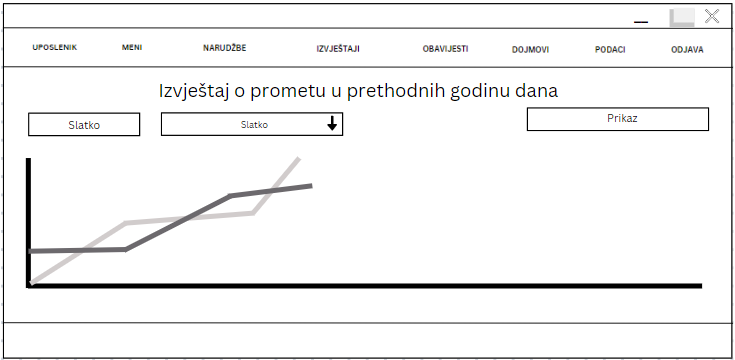 UPOSLENIK MENI NARUDŽBE IZVJEŠTAJI OBAVIJESTI DOJMOVI PODACI ODJAVA
Izvještaj o prometu u prethodnih godinu dana
Slatko Slatko Prikaz